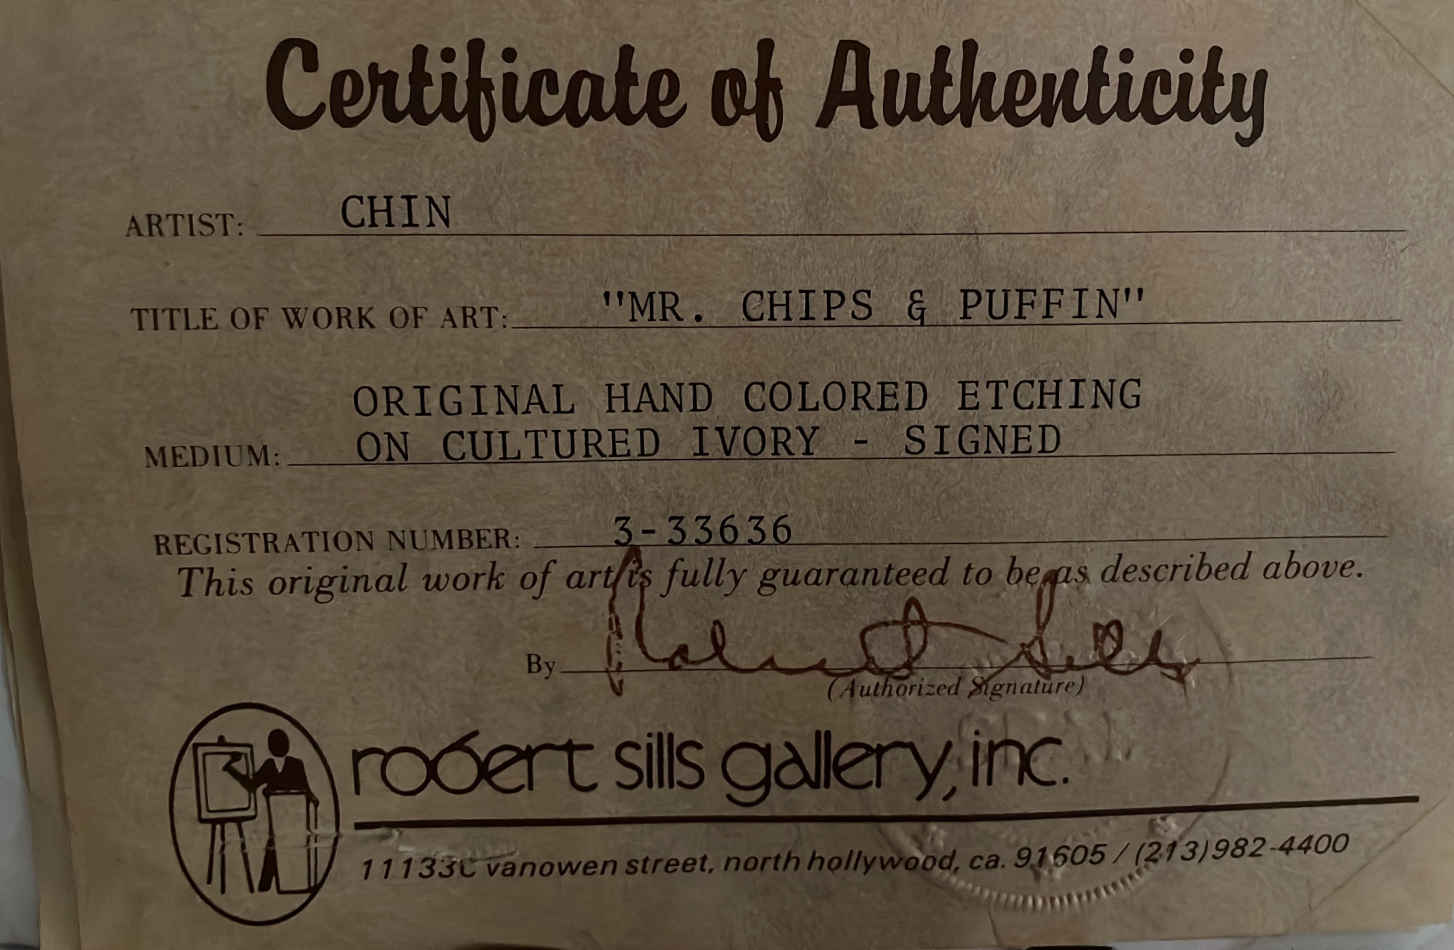 Certificate of Authenticity
ARTIST: CHIN
TITLE OF WORK OF ART: "MR. CHIPS & PUFFIN"
ORIGINAL HAND COLORED ETCHING
MEDIUM: ON CULTURED IVORY - SIGNED
REGISTRATION NUMBER: 3-33636
This original work of art is fully guaranteed to be as described above.
By Robert Sills
(Authorized Signature)
robert sills gallery, inc.
11133C vanowen street, north hollywood, ca. 91605 / (213)982-4400